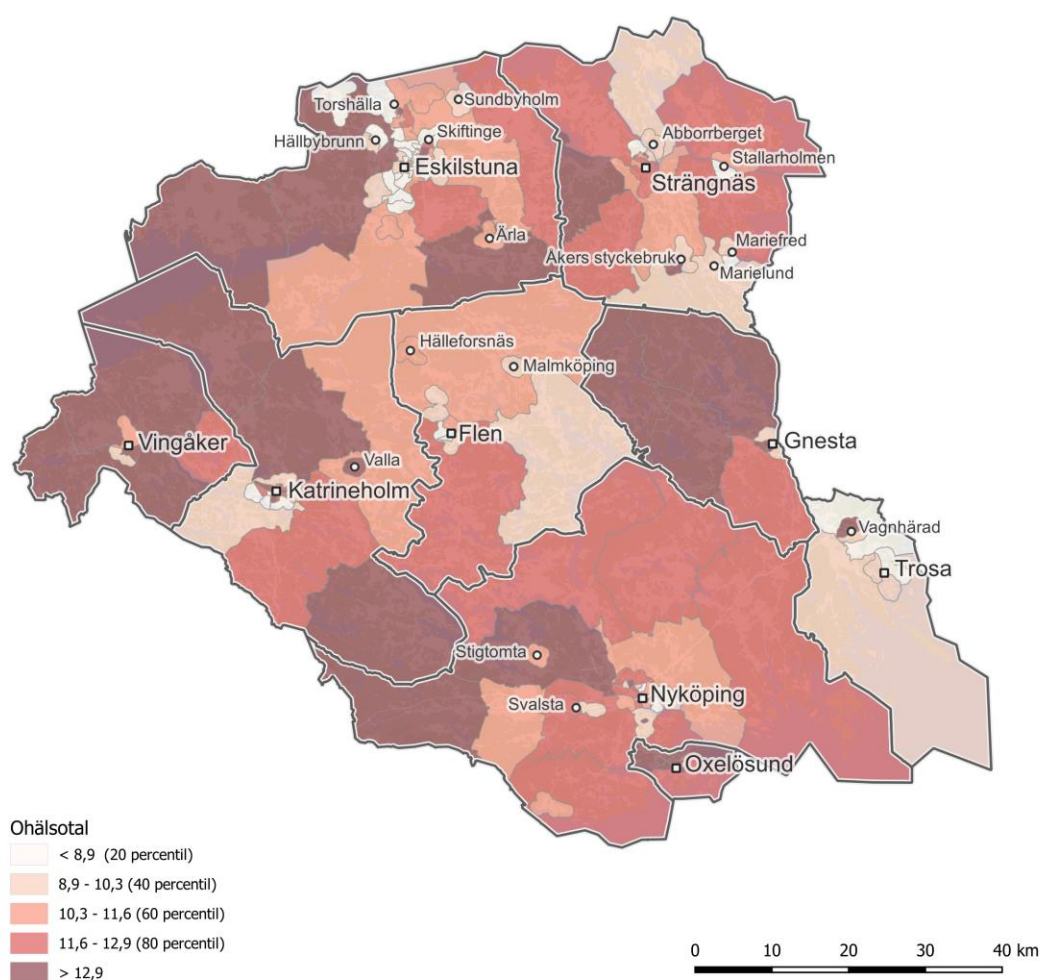 Torshälla
Sundbyholm
Hällbybrunn
Skiftinge
Eskilstuna
Abborrberget
Stallarholmen
Strängnäs
Ärla
Åkers styckebruk
Mariefred
Marielund
Hälleforsnäs
Malmköping
Flen
Gnesta
Vingåker
Valla
Katrineholm
Vagnhärad
Trosa
Stigtomta
Svalsta
Nyköping
Oxelösund
Ohälsotal
< 8,9 (20 percentil)
8,9 - 10,3 (40 percentil)
10,3 - 11,6 (60 percentil)
11,6 - 12,9 (80 percentil)
> 12,9
0 10 20 30 40 km